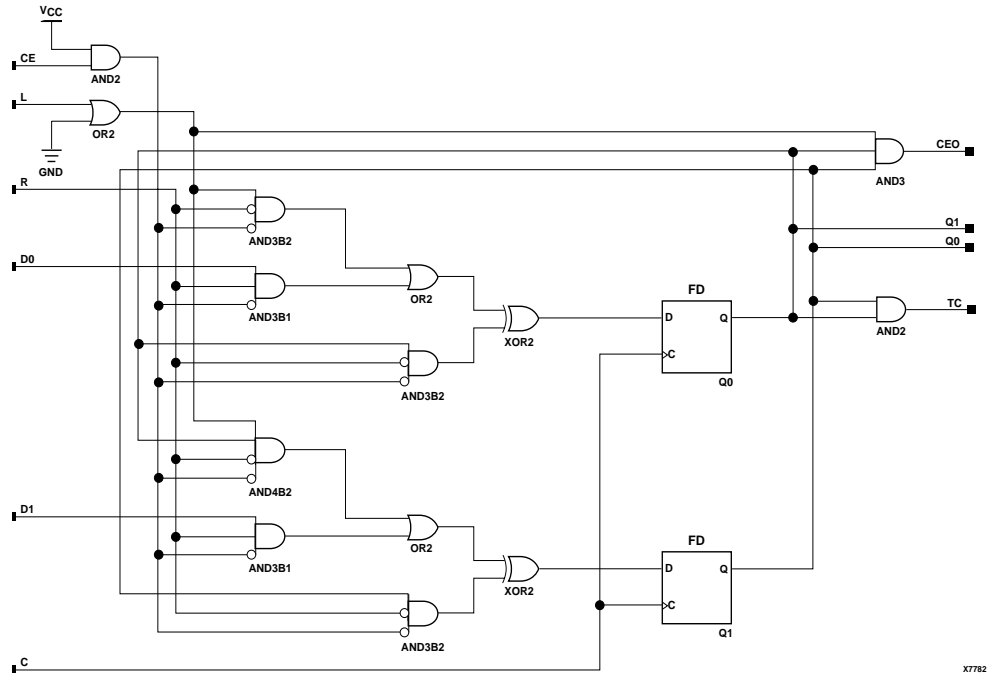 VCC
CE
AND2
L
OR2
GND
CEO
AND3
R
AND3B2
Q1
Q0
D0
AND3B1
OR2
XOR2
FD
D
Q
C
Q0
TC
AND2
AND3B2
AND4B2
D1
AND3B1
OR2
XOR2
FD
D
Q
C
Q1
AND3B2
C
X7782